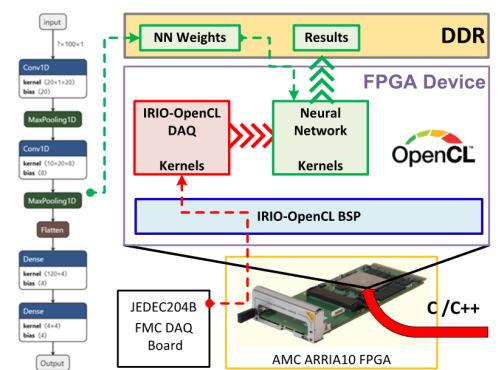 input
?×100×1
Conv1D
kernel ⟨20×1×20⟩
bias ⟨20⟩
MaxPooling1D
Conv1D
kernel ⟨10×20×8⟩
bias ⟨8⟩
MaxPooling1D
Flatten
Dense
kernel ⟨120×4⟩
bias ⟨4⟩
Dense
kernel ⟨4×4⟩
bias ⟨4⟩
Output
NN Weights
Results
DDR
FPGA Device
IRIO-OpenCL
DAQ
Kernels
Neural
Network
Kernels
OpenCL
IRIO-OpenCL BSP
JEDEC204B
FMC DAQ
Board
C /C++
AMC ARRIA10 FPGA